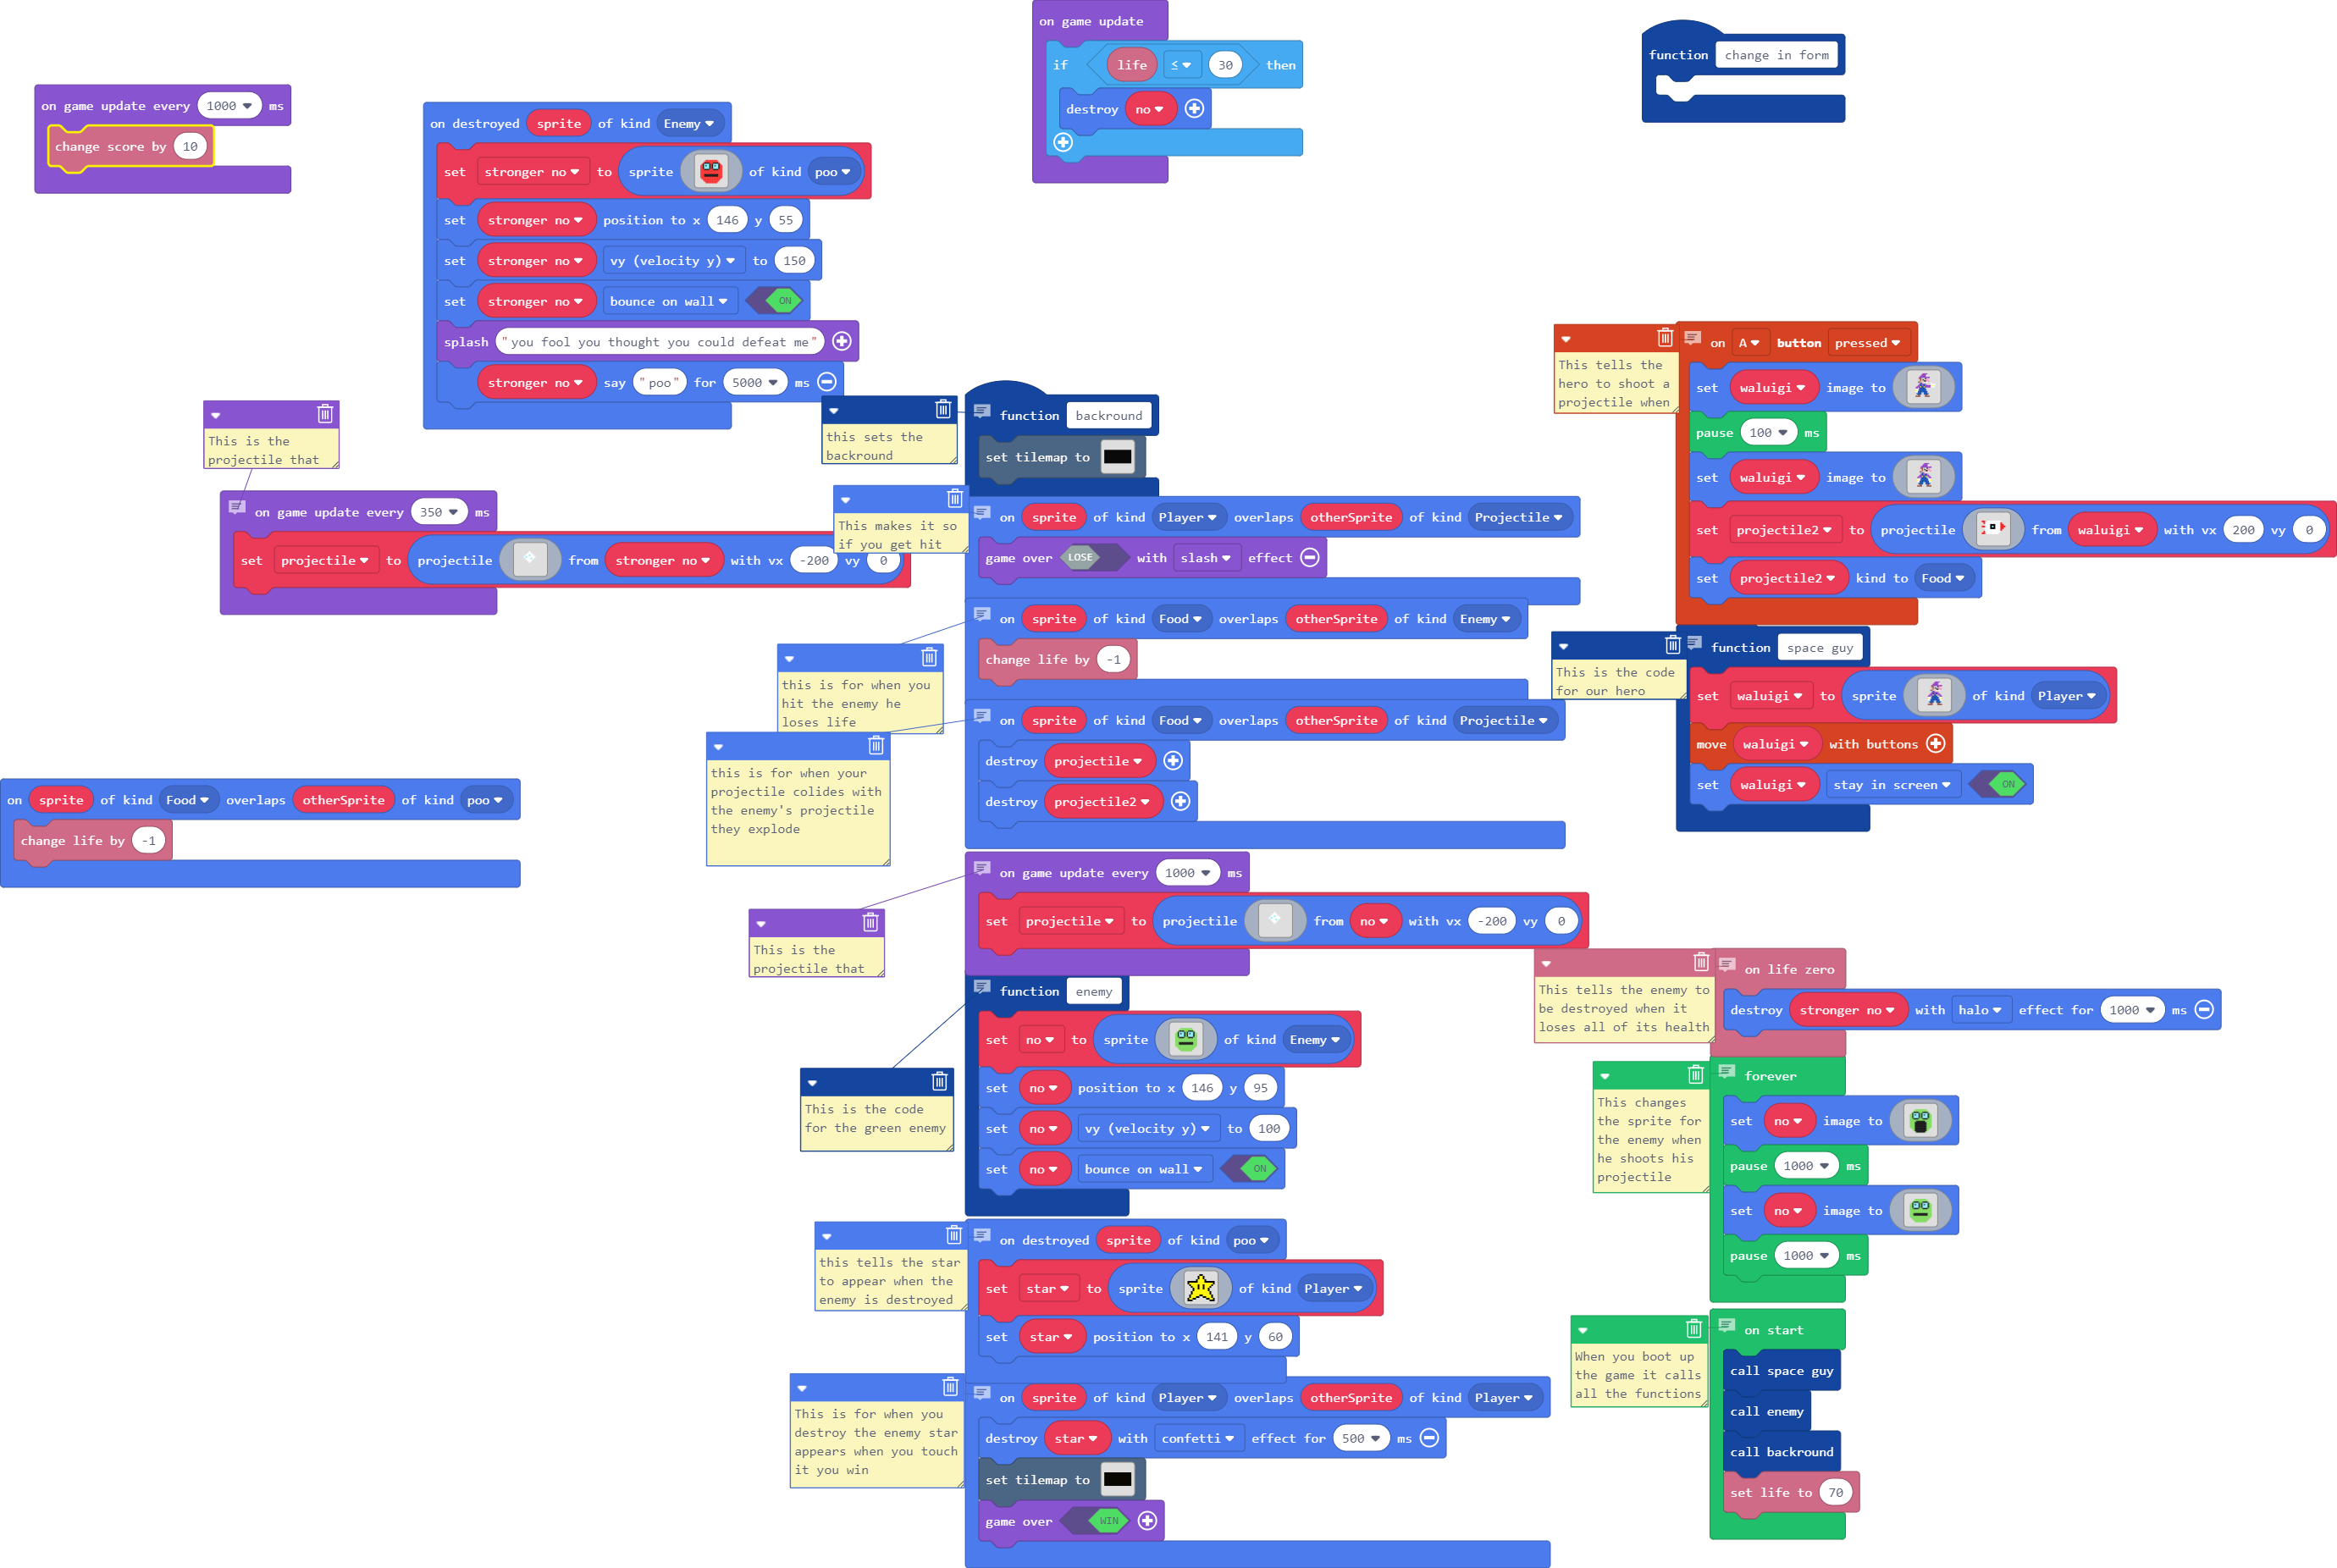 on game update every 1000 ms
change score by 10
on destroyed sprite of kind Enemy
set stronger no to sprite of kind poo
set stronger no position to x 146 y 55
set stronger no vy (velocity y) to 150
set stronger no bounce on wall ON
splash "you fool you thought you could defeat me"
stronger no say "poo" for 5000 ms
on game update
if life ≤ 30 then
destroy no
function change in form
This is the
projectile that
on game update every 350 ms
set projectile to projectile from stronger no with vx -200 vy 0
on sprite of kind Food overlaps otherSprite of kind poo
change life by -1
this sets the
backround
function backround
set tilemap to
This makes it so
if you get hit
on sprite of kind Player overlaps otherSprite of kind Projectile
game over LOSE with slash effect
on sprite of kind Food overlaps otherSprite of kind Enemy
change life by -1
this is for when you
hit the enemy he
loses life
on sprite of kind Food overlaps otherSprite of kind Projectile
destroy projectile
destroy projectile2
this is for when your
projectile colides with
the enemy's projectile
they explode
on game update every 1000 ms
set projectile to projectile from no with vx -200 vy 0
This is the
projectile that
function enemy
set no to sprite of kind Enemy
set no position to x 146 y 95
set no vy (velocity y) to 100
set no bounce on wall ON
This is the code
for the green enemy
on destroyed sprite of kind poo
set star to sprite of kind Player
set star position to x 141 y 60
this tells the star
to appear when the
enemy is destroyed
on sprite of kind Player overlaps otherSprite of kind Player
destroy star with confetti effect for 500 ms
set tilemap to
game over WIN
This is for when you
destroy the enemy star
appears when you touch
it you win
This tells the
hero to shoot a
projectile when
on A button pressed
set waluigi image to
pause 100 ms
set waluigi image to
set projectile2 to projectile from waluigi with vx 200 vy 0
set projectile2 kind to Food
This is the code
for our hero
function space guy
set waluigi to sprite of kind Player
move waluigi with buttons
set waluigi stay in screen ON
This tells the enemy to
be destroyed when it
loses all of its health
on life zero
destroy stronger no with halo effect for 1000 ms
This changes
the sprite for
the enemy when
he shoots his
projectile
forever
set no image to
pause 1000 ms
set no image to
pause 1000 ms
When you boot up
the game it calls
all the functions
on start
call space guy
call enemy
call backround
set life to 70